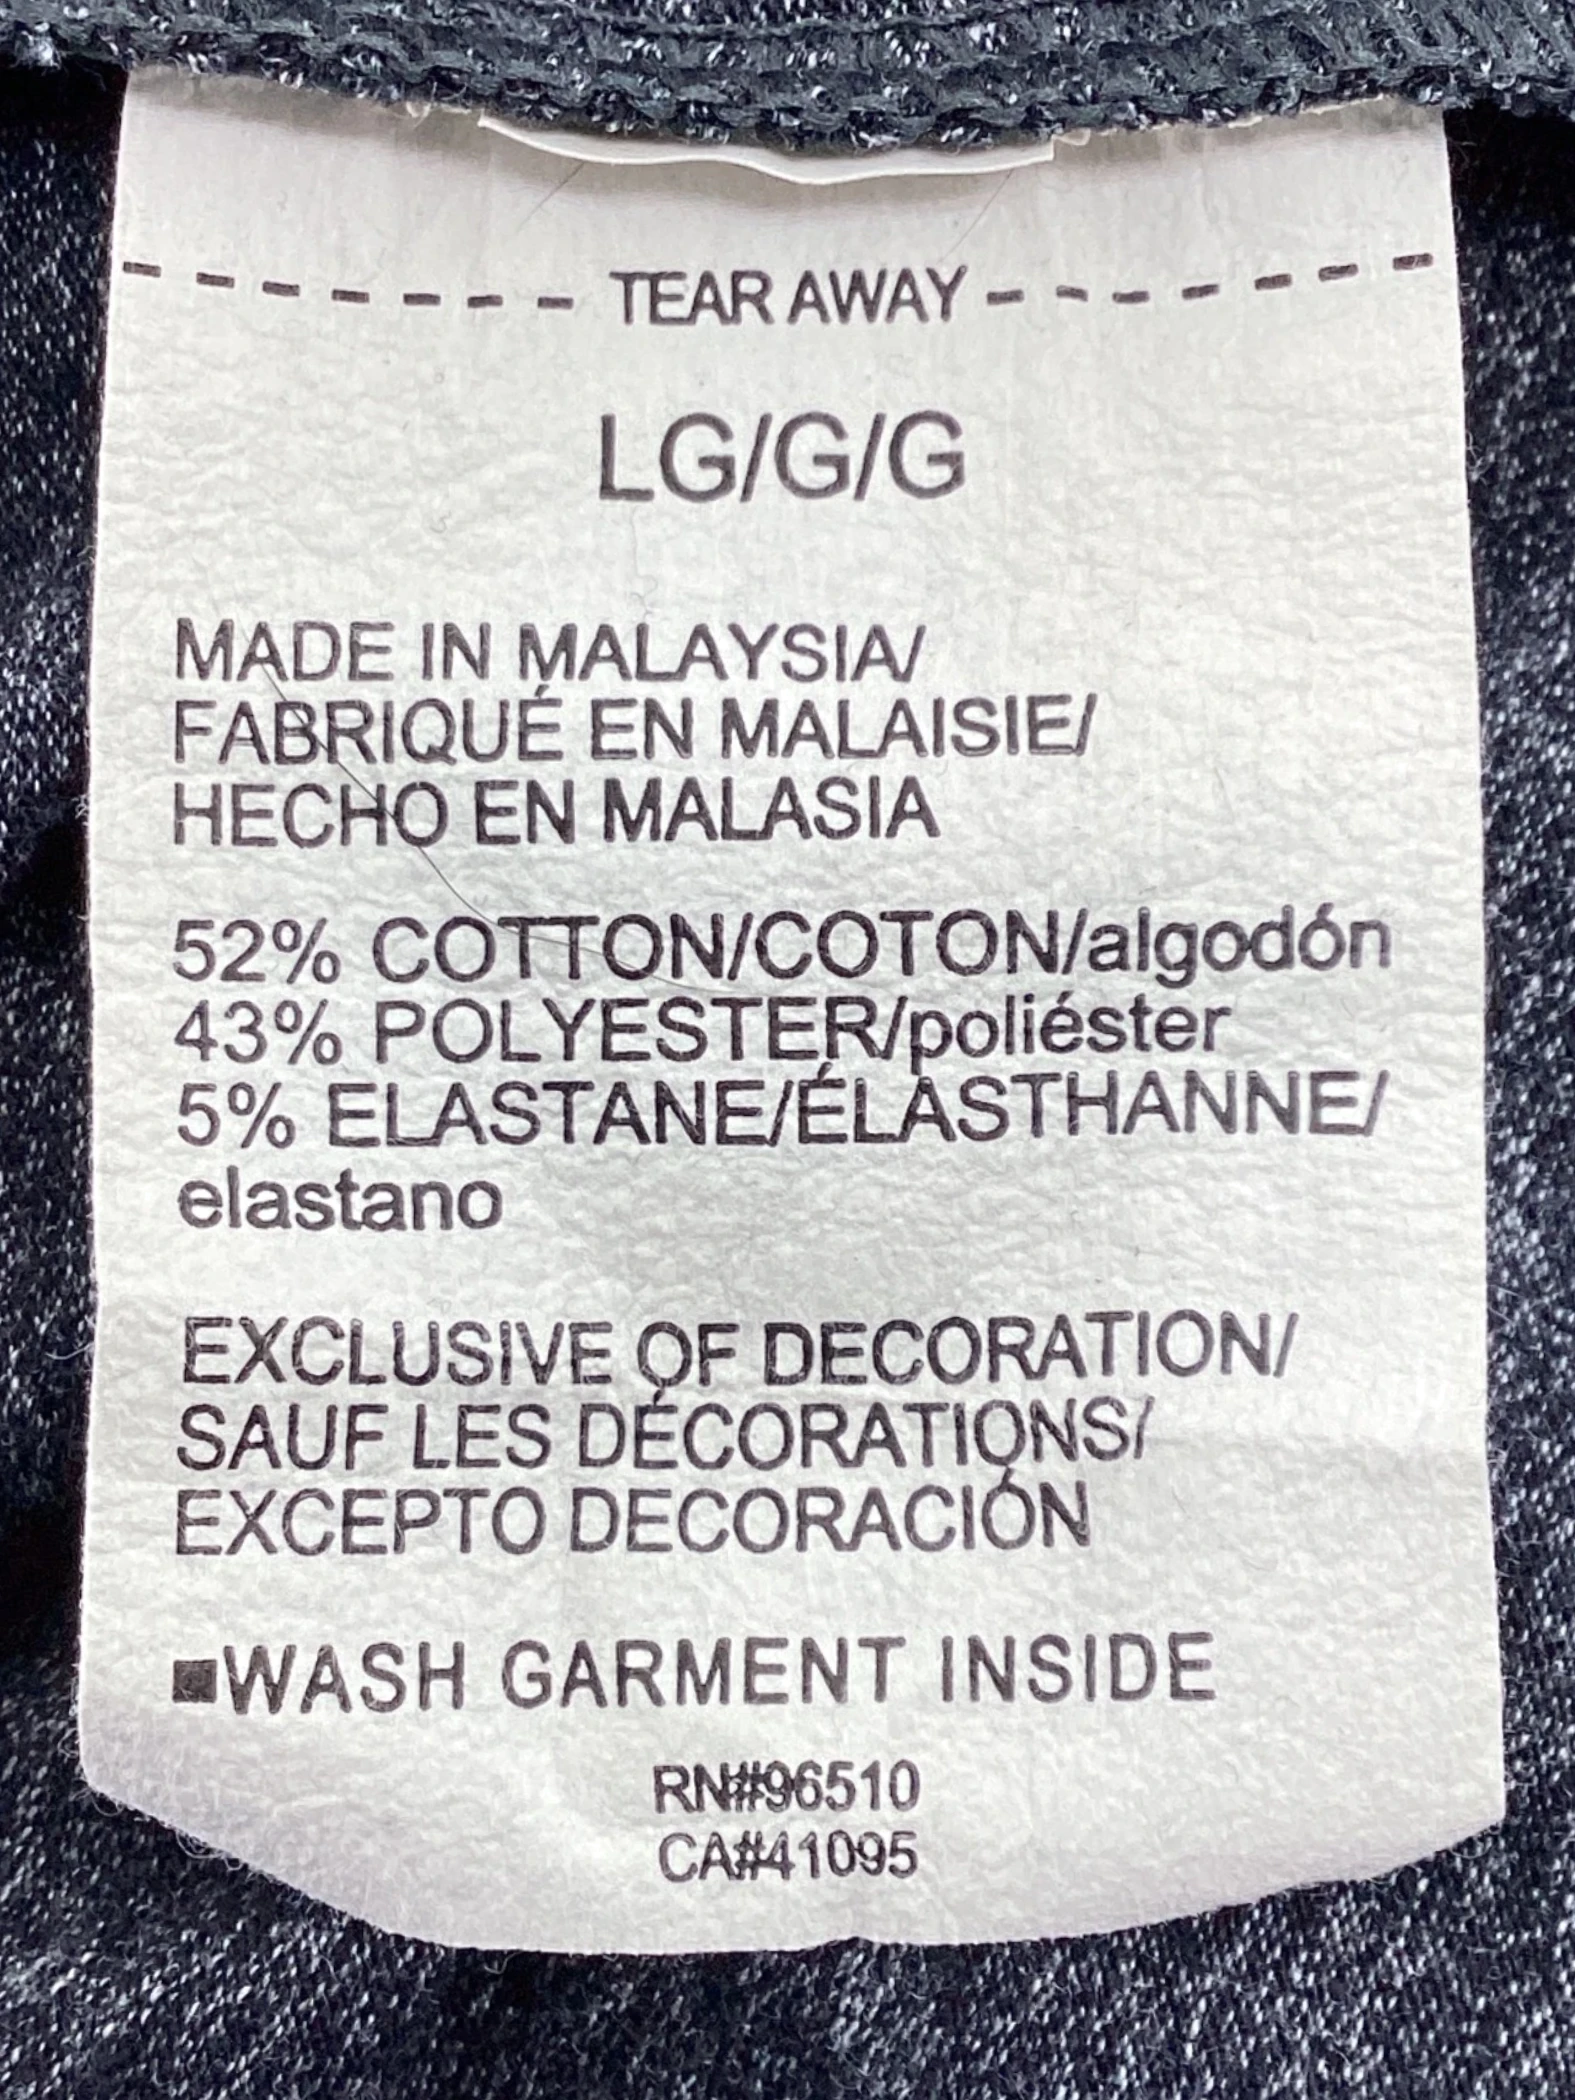 TEAR AWAY
LG/G/G
MADE IN MALAYSIA/
FABRIQUÉ EN MALAISIE/
HECHO EN MALASIA
52% COTTON/COTON/algodón
43% POLYESTER/poliéster
5% ELASTANE/ÉLASTHANNE/
elastano
EXCLUSIVE OF DECORATION/
SAUF LES DÉCORATIONS/
EXCEPTO DECORACIÓN
■WASH GARMENT INSIDE
RN#96510
CA#41095